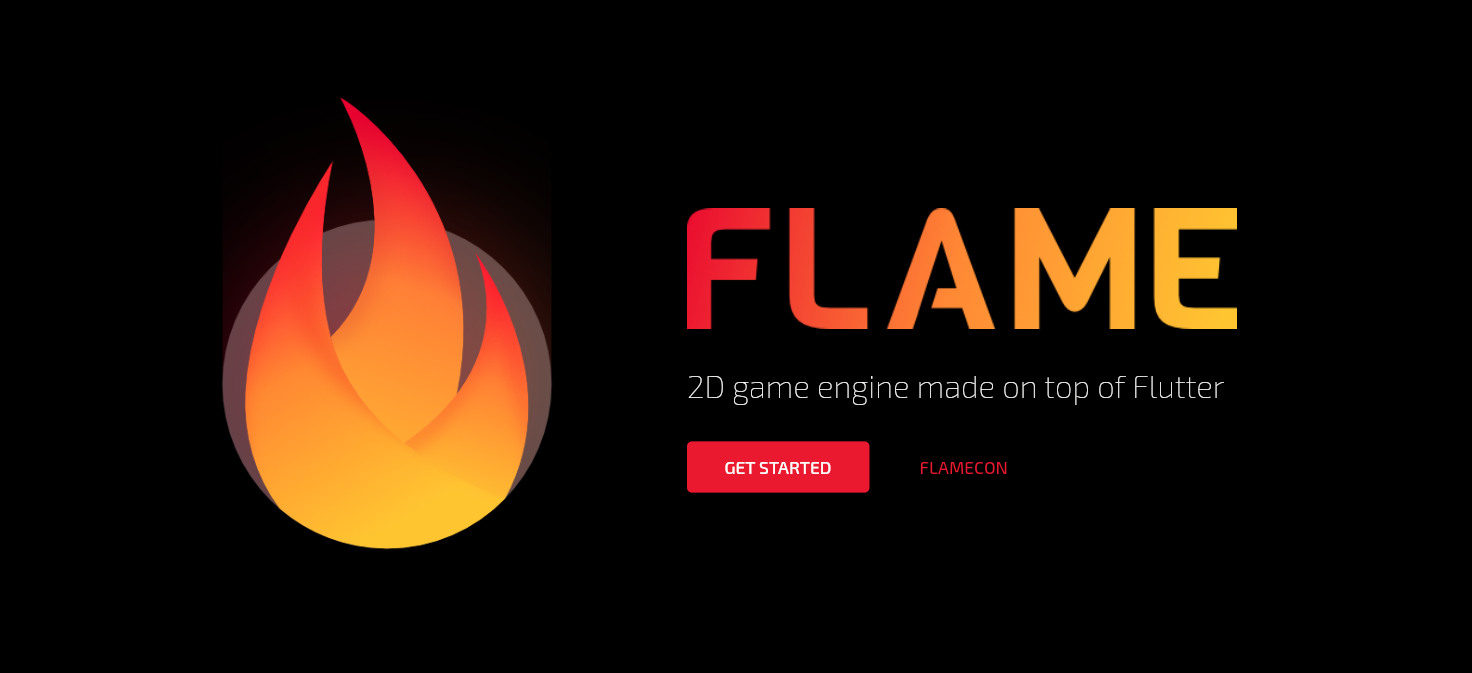 FLAME
2D game engine made on top of Flutter
GET STARTED
FLAMECON